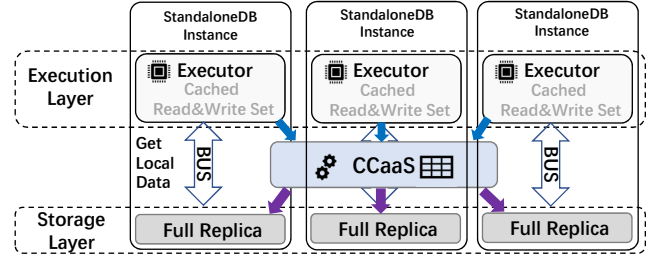 StandaloneDB
Instance
StandaloneDB
Instance
StandaloneDB
Instance
Execution
Layer
Executor
Cached
Read&Write Set
Executor
Cached
Read&Write Set
Executor
Cached
Read&Write Set
Get
Local
Data
BUS
CCaaS
BUS
Storage
Layer
Full Replica
Full Replica
Full Replica